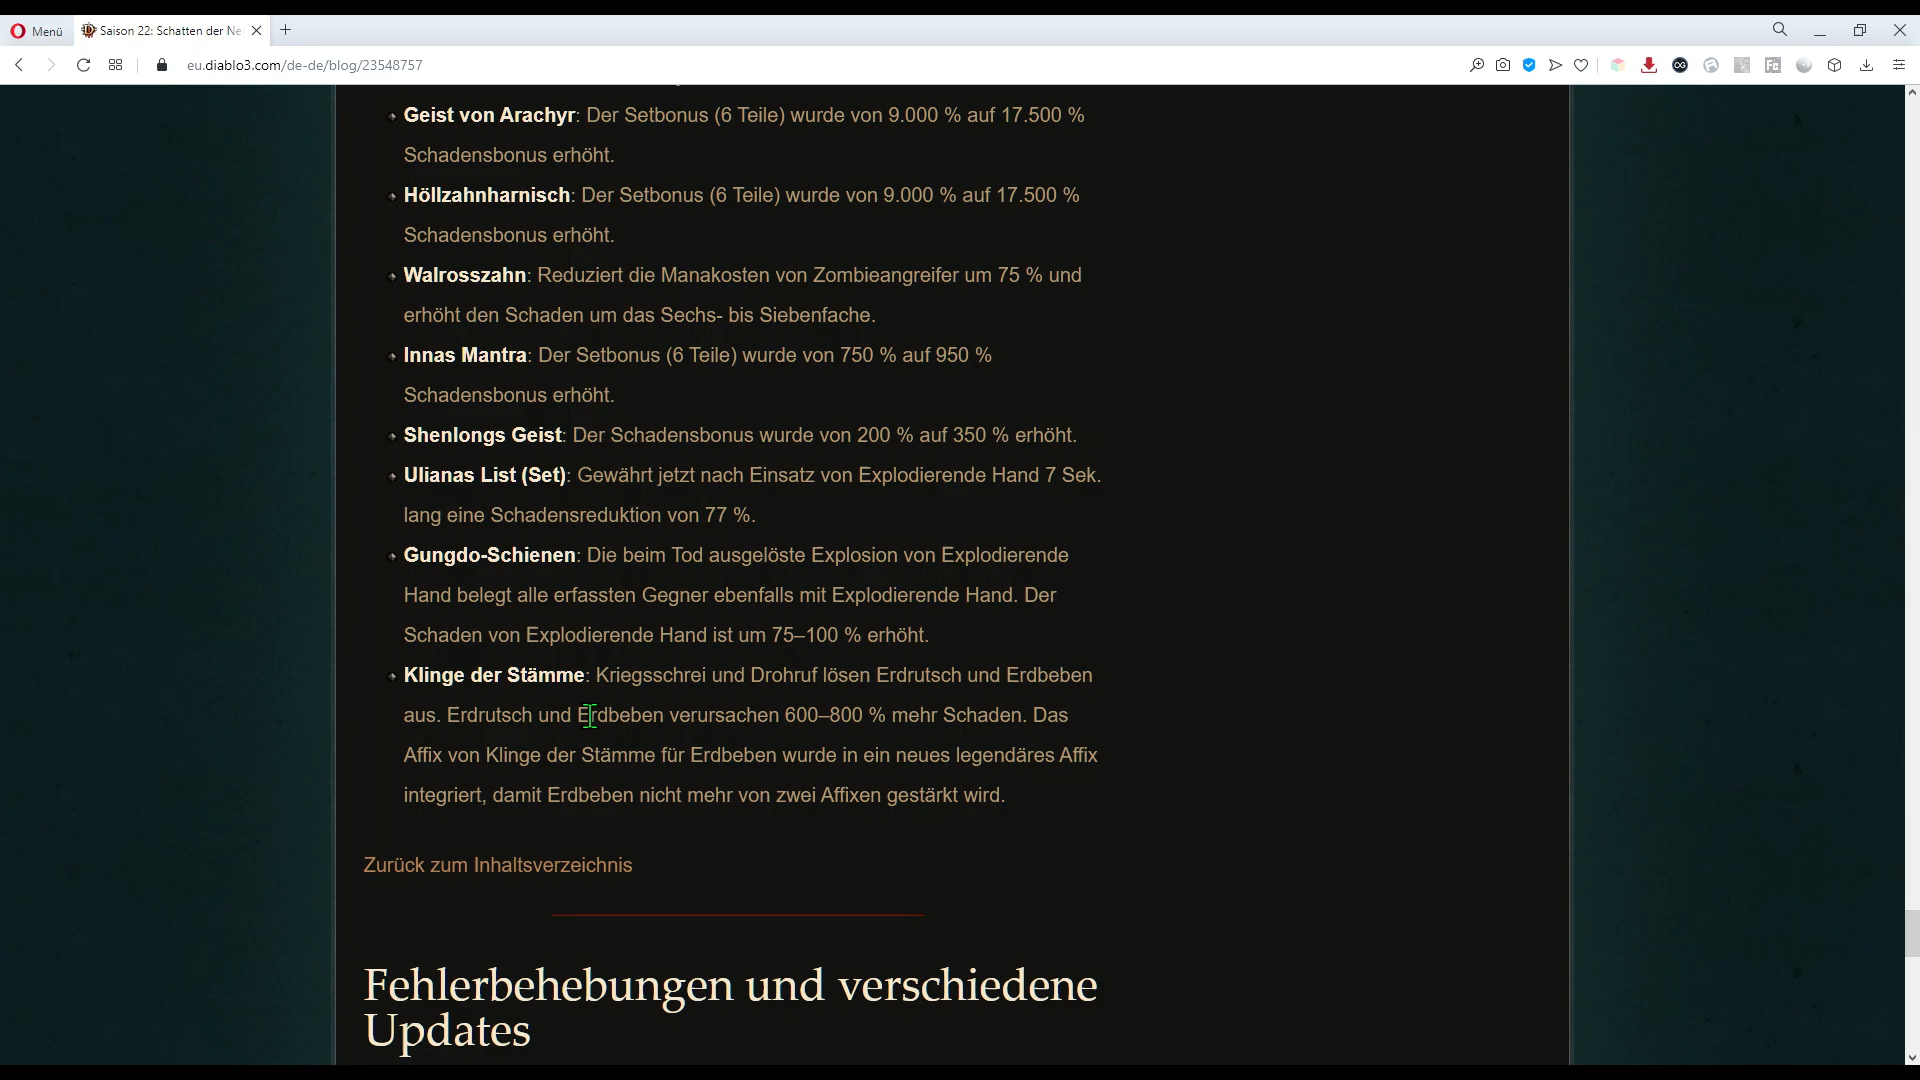 Menü
Saison 22: Schatten der Ne
eu.diablo3.com/de-de/blog/23548757
Geist von Arachyr: Der Setbonus (6 Teile) wurde von 9.000 % auf 17.500 %
Schadensbonus erhöht.
Höllzahnharnisch: Der Setbonus (6 Teile) wurde von 9.000 % auf 17.500 %
Schadensbonus erhöht.
Walrosszahn: Reduziert die Manakosten von Zombieangreifer um 75 % und
erhöht den Schaden um das Sechs- bis Siebenfache.
Innas Mantra: Der Setbonus (6 Teile) wurde von 750 % auf 950 %
Schadensbonus erhöht.
Shenlongs Geist: Der Schadensbonus wurde von 200 % auf 350 % erhöht.
Ulianas List (Set): Gewährt jetzt nach Einsatz von Explodierende Hand 7 Sek.
lang eine Schadensreduktion von 77 %.
Gungdo-Schienen: Die beim Tod ausgelöste Explosion von Explodierende
Hand belegt alle erfassten Gegner ebenfalls mit Explodierende Hand. Der
Schaden von Explodierende Hand ist um 75–100 % erhöht.
Klinge der Stämme: Kriegsschrei und Drohruf lösen Erdrutsch und Erdbeben
aus. Erdrutsch und Erdbeben verursachen 600–800 % mehr Schaden. Das
Affix von Klinge der Stämme für Erdbeben wurde in ein neues legendäres Affix
integriert, damit Erdbeben nicht mehr von zwei Affixen gestärkt wird.
Zurück zum Inhaltsverzeichnis
Fehlerbehebungen und verschiedene
Updates